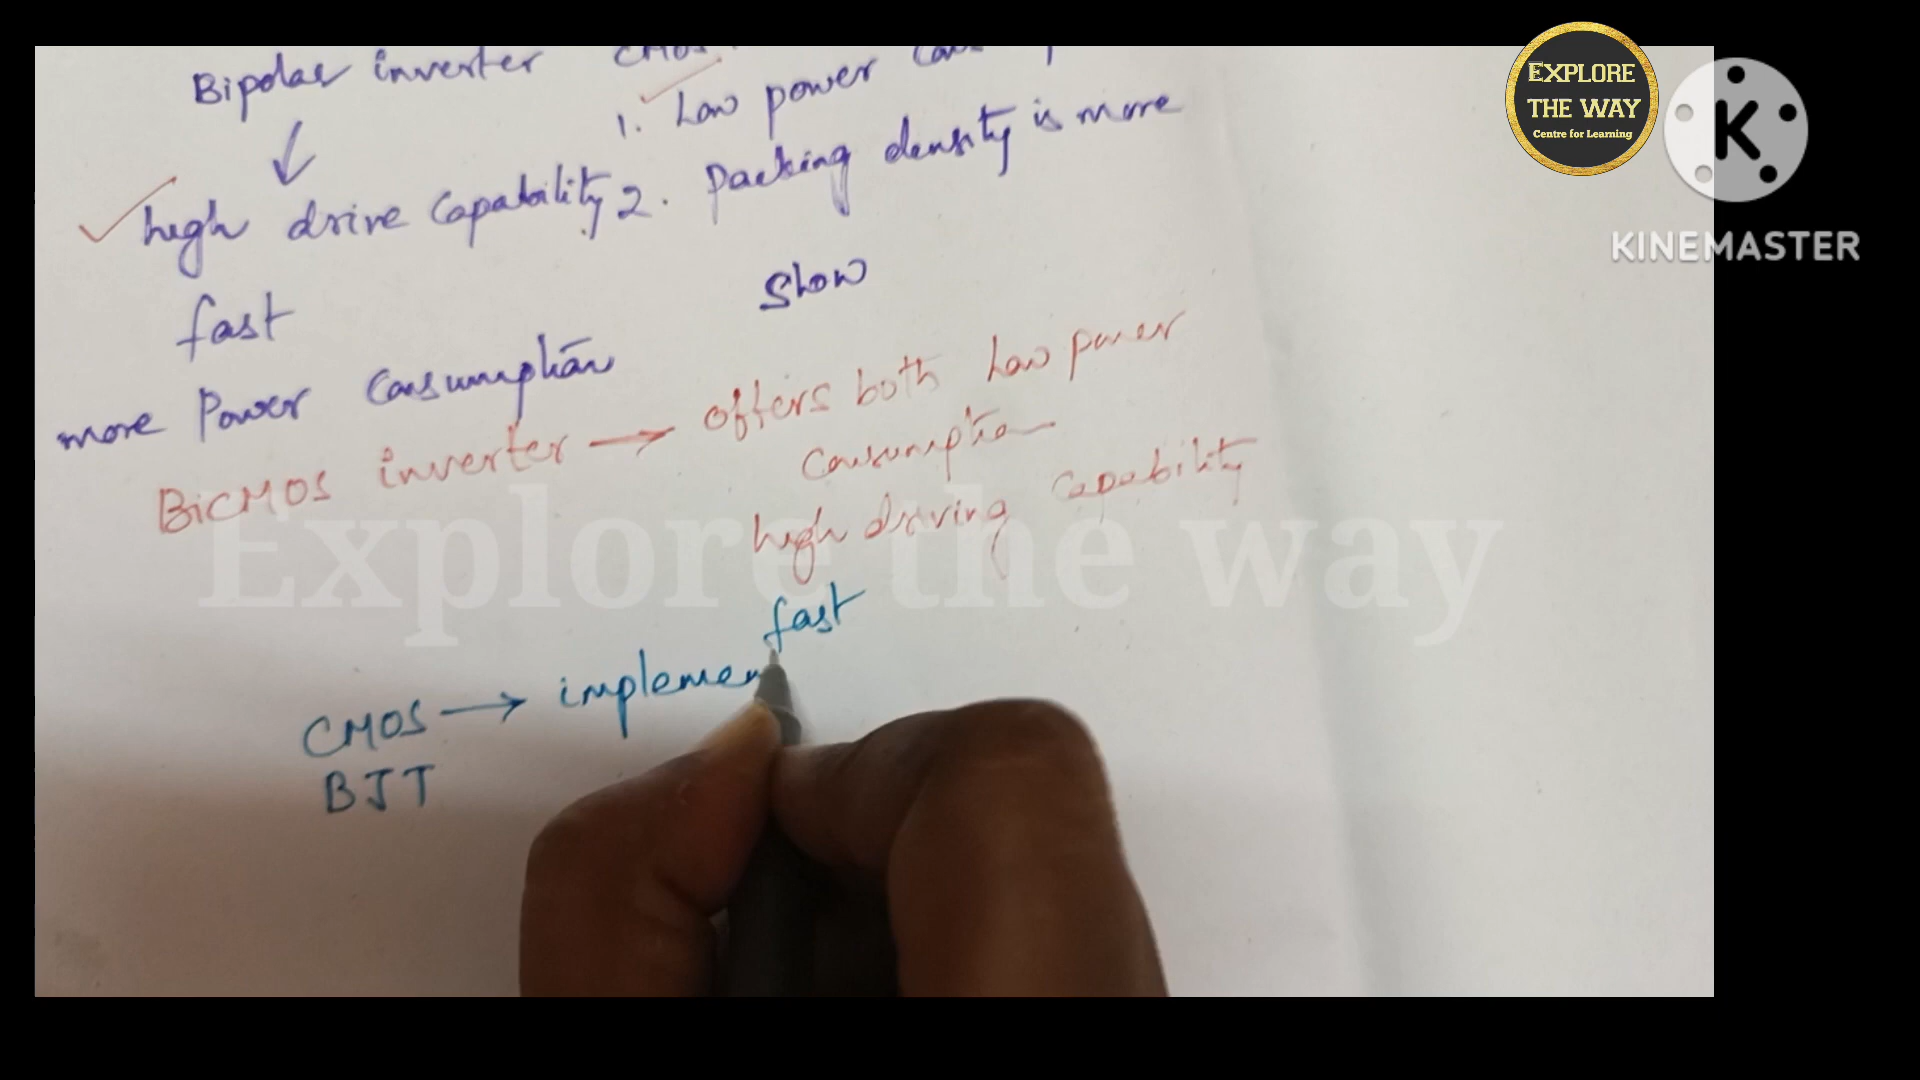 Bipolar inverter CMOS
1. Low power
high drive capability 2. packing density is more
fast
slow
more Power Consumption
BiCMOS inverter → offers both low power
consumption
high driving capability
fast
CMOS → implemen
BJT
Explore the way
EXPLORE
THE WAY
Centre for Learning
K
KINEMASTER